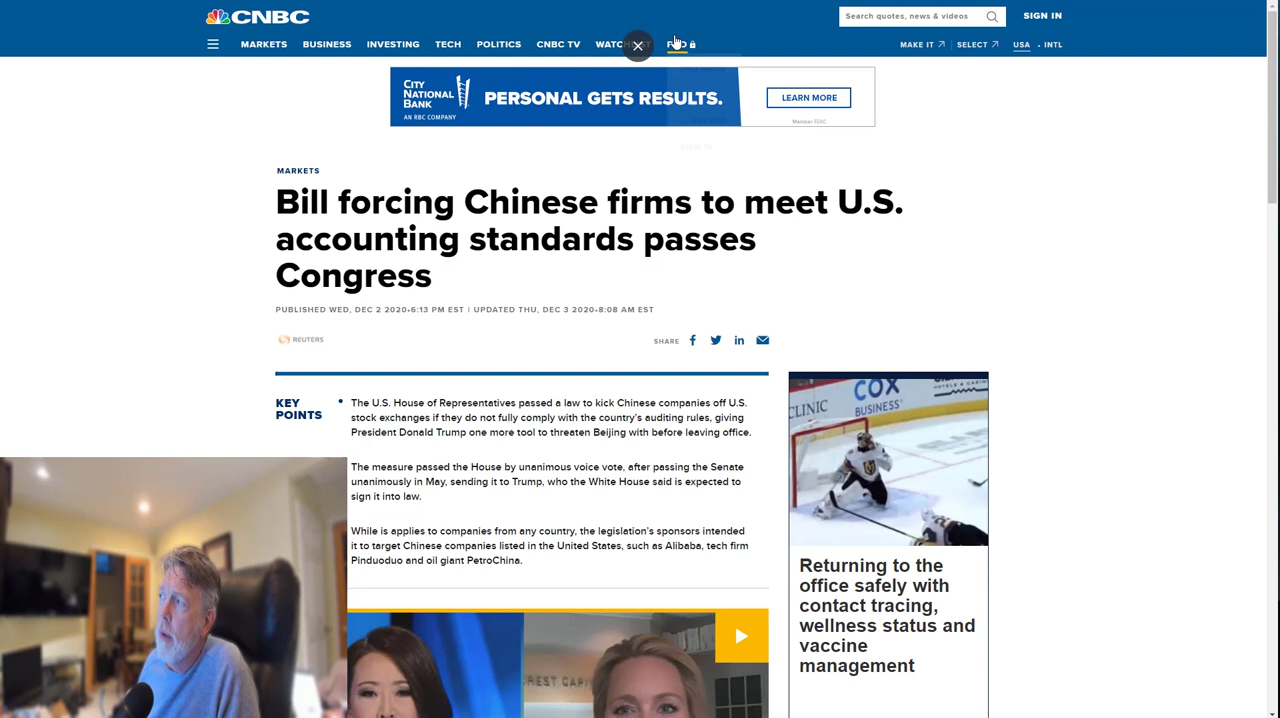 CNBC
Search quotes, news & videos
SIGN IN
MARKETS
BUSINESS
INVESTING
TECH
POLITICS
CNBC TV
MAKE IT
SELECT
USA
• INTL
CITY
NATIONAL
BANK
AN RBC COMPANY
PERSONAL GETS RESULTS.
LEARN MORE
Member FDIC
SIGN IN
MARKETS
Bill forcing Chinese firms to meet U.S.
accounting standards passes
Congress
PUBLISHED WED, DEC 2 2020•6:13 PM EST | UPDATED THU, DEC 3 2020•8:08 AM EST
REUTERS
SHARE
KEY
POINTS
• The U.S. House of Representatives passed a law to kick Chinese companies off U.S.
stock exchanges if they do not fully comply with the country's auditing rules, giving
President Donald Trump one more tool to threaten Beijing with before leaving office.
The measure passed the House by unanimous voice vote, after passing the Senate
unanimously in May, sending it to Trump, who the White House said is expected to
sign it into law.
While is applies to companies from any country, the legislation's sponsors intended
it to target Chinese companies listed in the United States, such as Alibaba, tech firm
Pinduoduo and oil giant PetroChina.
CLINIC
COX
BUSINESS
Returning to the
office safely with
contact tracing,
wellness status and
vaccine
management